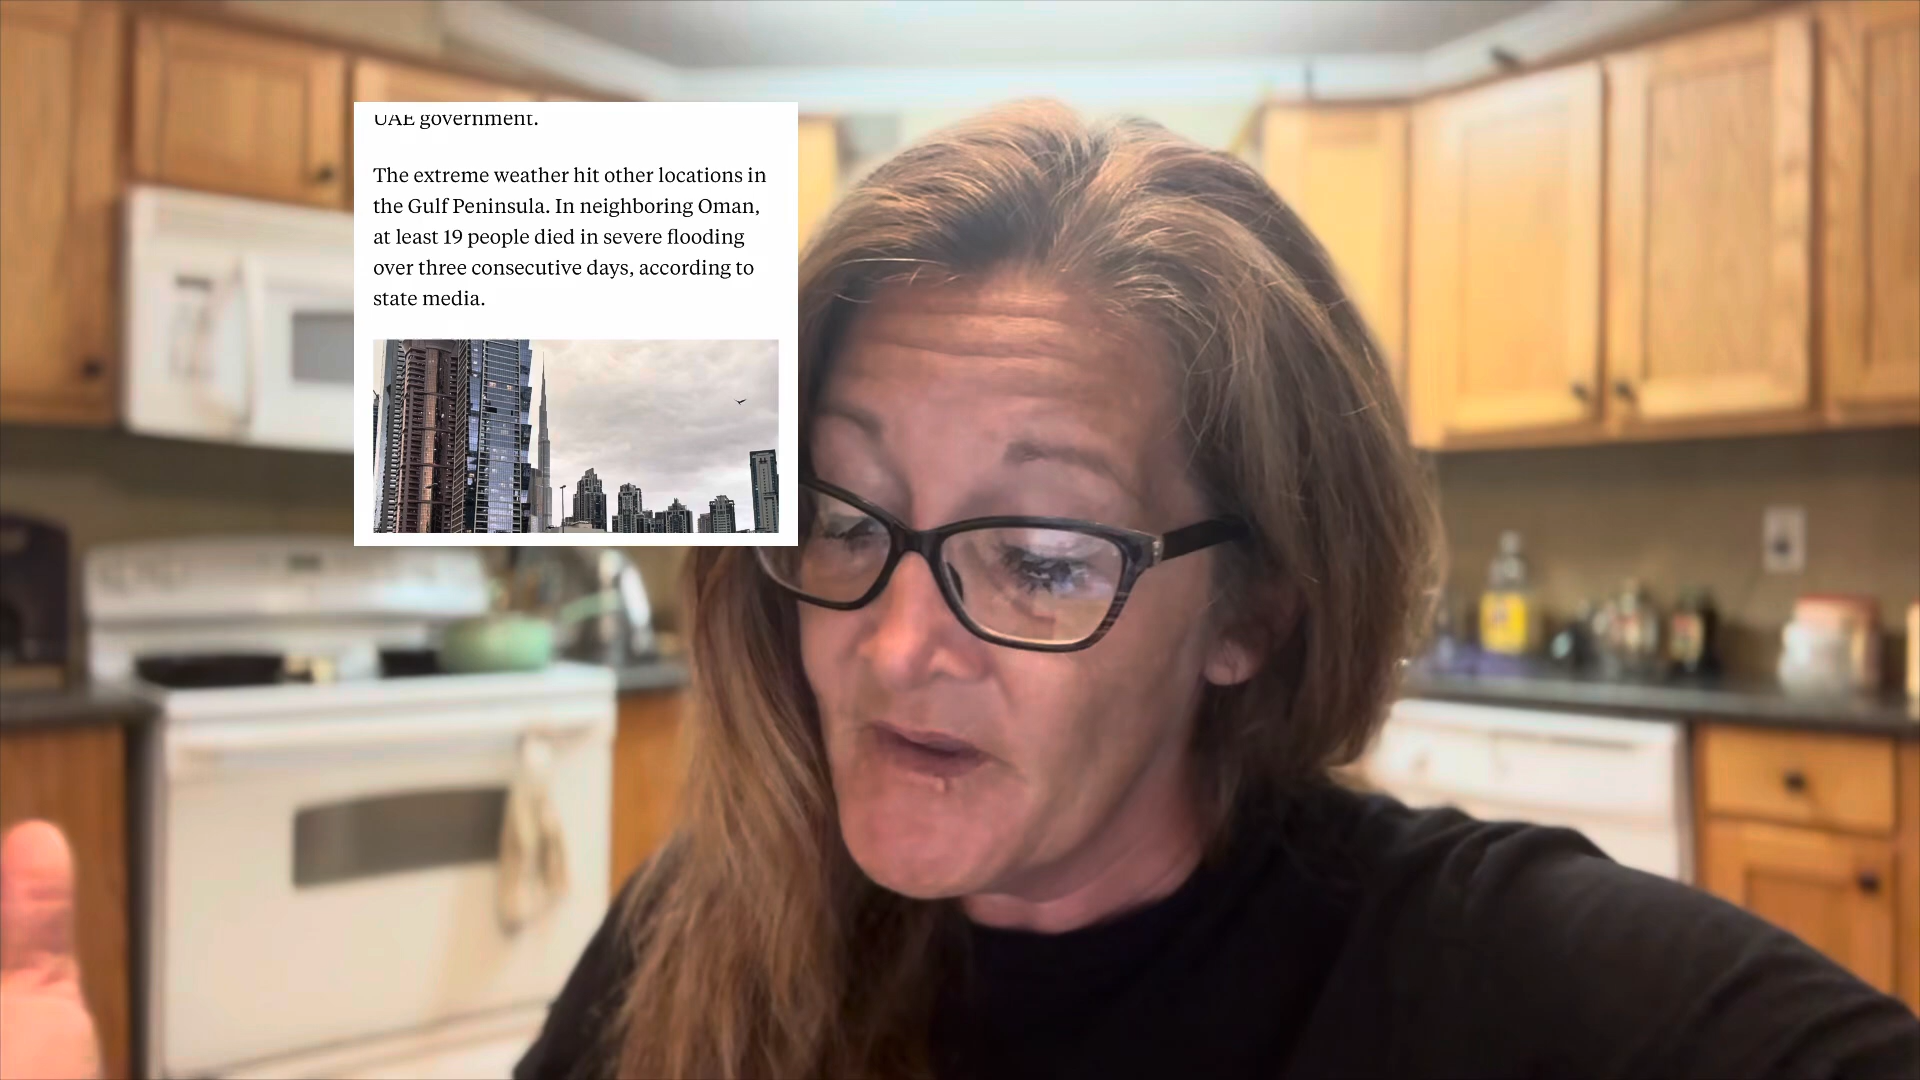 UAE government.
The extreme weather hit other locations in
the Gulf Peninsula. In neighboring Oman,
at least 19 people died in severe flooding
over three consecutive days, according to
state media.